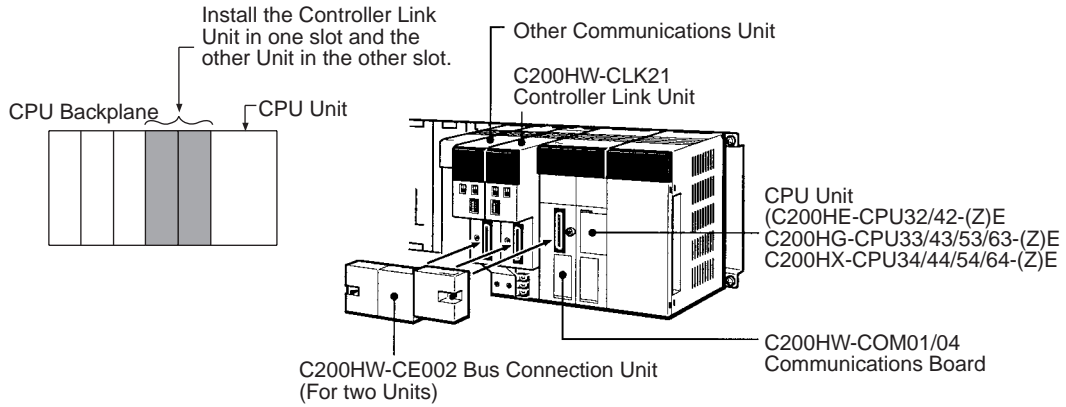 Install the Controller Link
Unit in one slot and the
other Unit in the other slot.
CPU Backplane
CPU Unit
Other Communications Unit
C200HW-CLK21
Controller Link Unit
CPU Unit
(C200HE-CPU32/42-(Z)E
C200HG-CPU33/43/53/63-(Z)E
C200HX-CPU34/44/54/64-(Z)E
C200HW-COM01/04
Communications Board
C200HW-CE002 Bus Connection Unit
(For two Units)